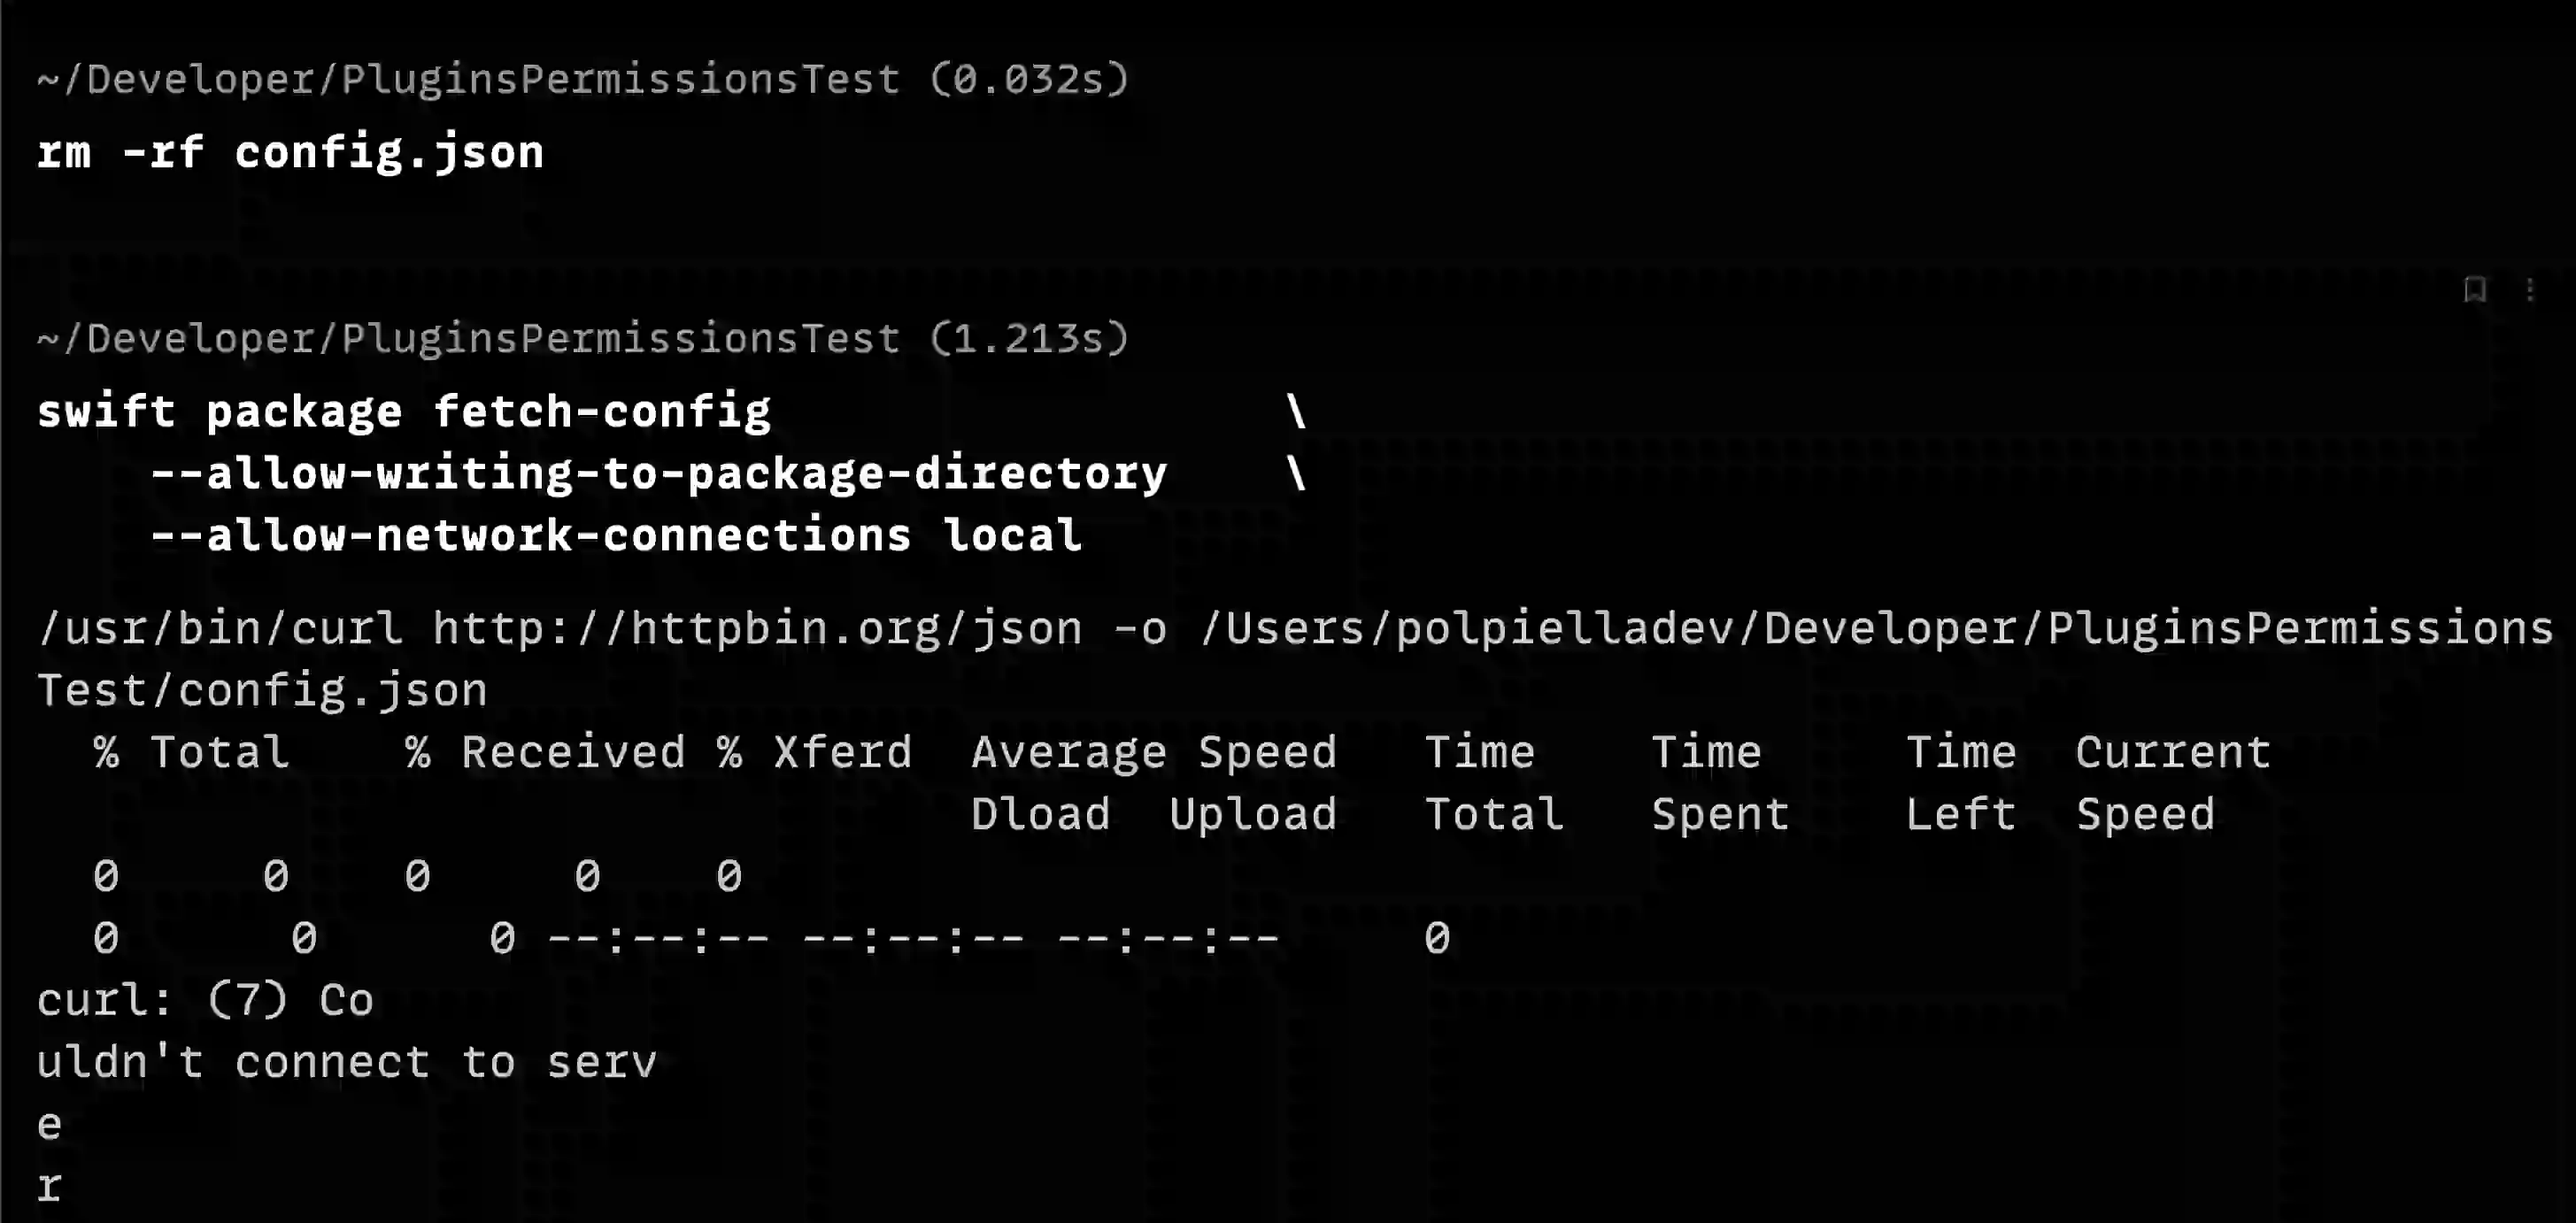 ~/Developer/PluginsPermissionsTest (0.032s)
rm -rf config.json
~/Developer/PluginsPermissionsTest (1.213s)
swift package fetch-config \
--allow-writing-to-package-directory \
--allow-network-connections local
/usr/bin/curl http://httpbin.org/json -o /Users/polpielladev/Developer/PluginsPermissions
Test/config.json
% Total % Received % Xferd Average Speed Time Time Time Current
Dload Upload Total Spent Left Speed
0 0 0 0 0
0 0 0 --:--:-- --:--:-- --:--:-- 0
curl: (7) Co
uldn't connect to serv
e
r